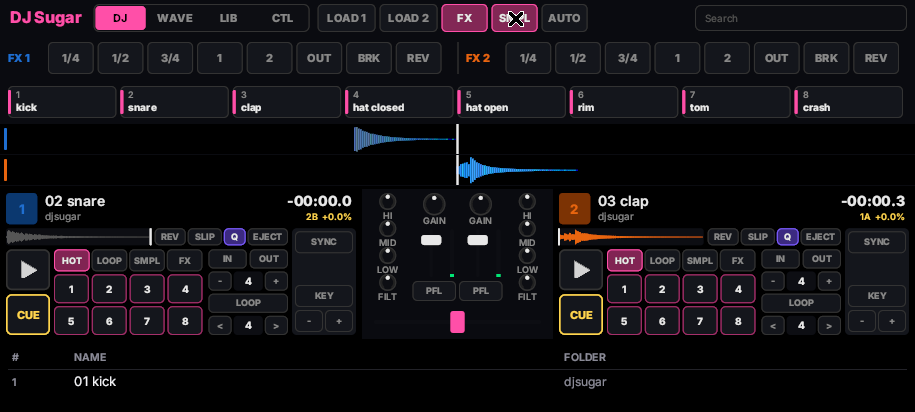 DJ Sugar DJ WAVE LIB CTL LOAD 1 LOAD 2 FX AUTO Search
FX 1 1/4 1/2 3/4 1 2 OUT BRK REV FX 2 1/4 1/2 3/4 1 2 OUT BRK REV
1 2 3 4 5 6 7 8
kick snare clap hat closed hat open rim tom crash
1 02 snare -00:00.0 2 03 clap -00:00.3
djsugar 2B +0.0% djsugar 1A +0.0%
HI GAIN GAIN HI
REV SLIP Q EJECT SYNC MID MID REV SLIP Q EJECT SYNC
HOT LOOP SMPL FX IN OUT LOW LOW HOT LOOP SMPL FX IN OUT
1 2 3 4 - 4 + FILT PFL PFL FILT 1 2 3 4 - 4 +
CUE LOOP KEY CUE LOOP KEY
5 6 7 8 < 4 > - + 5 6 7 8 < 4 > - +
# NAME FOLDER
1 01 kick djsugar